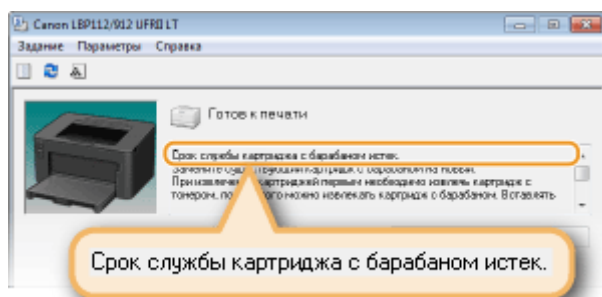 Canon LBP112/912 UFRII LT
Задание Параметры Справка
Готов к печати
Срок службы картриджа с барабаном истек.
Замените существующий картридж с барабаном на новый.
При извлечении картриджей первым необходимо извлечь картридж с
тонером, после этого можно извлекать картридж с барабаном. Вставлять
Срок службы картриджа с барабаном истек.